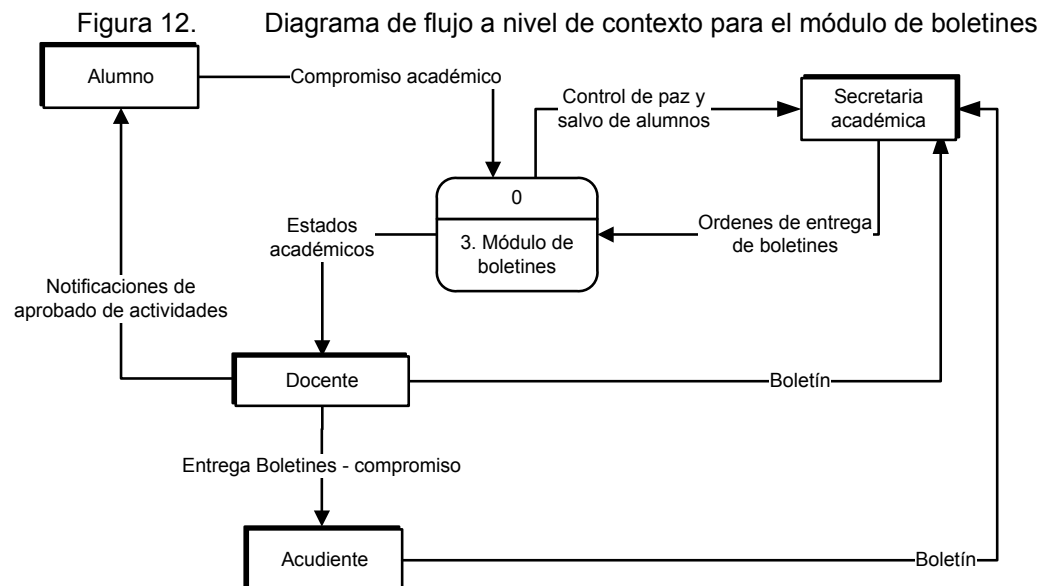 Figura 12. Diagrama de flujo a nivel de contexto para el módulo de boletines
Alumno
Compromiso académico
Control de paz y
salvo de alumnos
Secretaria
académica
0
3. Módulo de
boletines
Estados
académicos
Ordenes de entrega
de boletines
Notificaciones de
aprobado de actividades
Docente
Boletín
Entrega Boletines - compromiso
Acudiente
Boletín